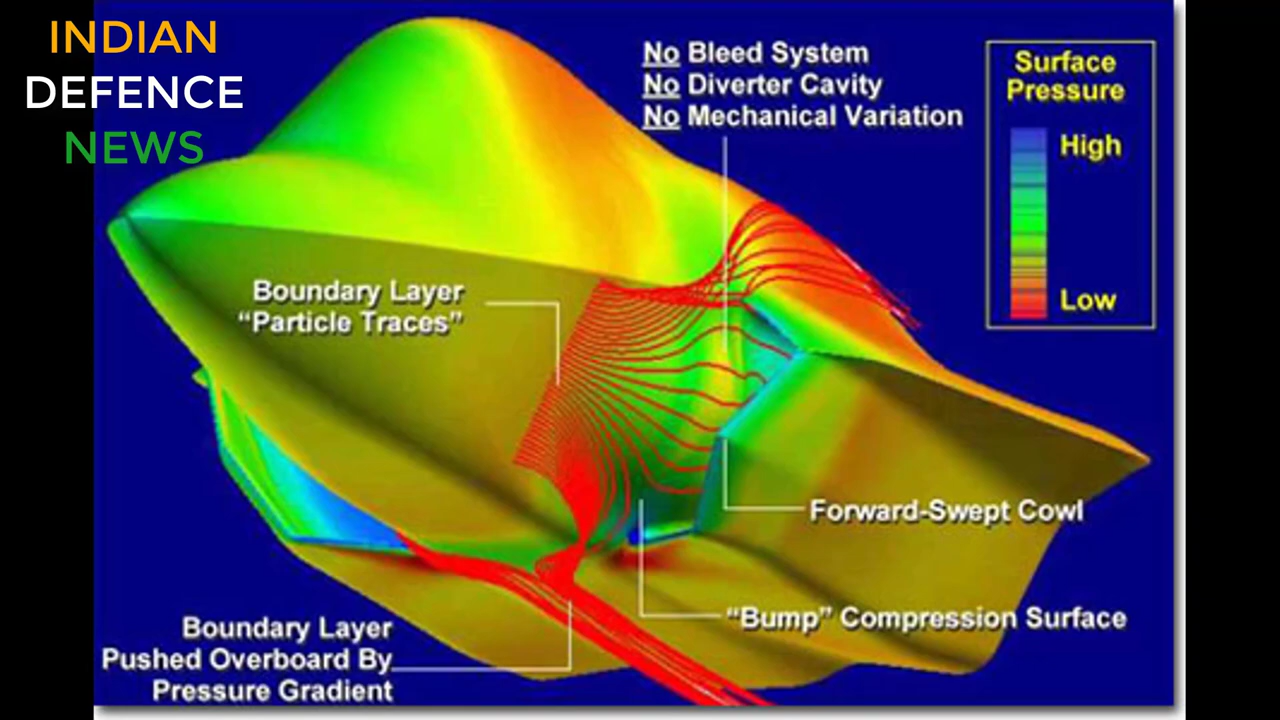 INDIAN
DEFENCE
NEWS
No Bleed System
No Diverter Cavity
No Mechanical Variation
Surface
Pressure
High
Low
Boundary Layer
“Particle Traces”
Forward-Swept Cowl
“Bump” Compression Surface
Boundary Layer
Pushed Overboard By
Pressure Gradient